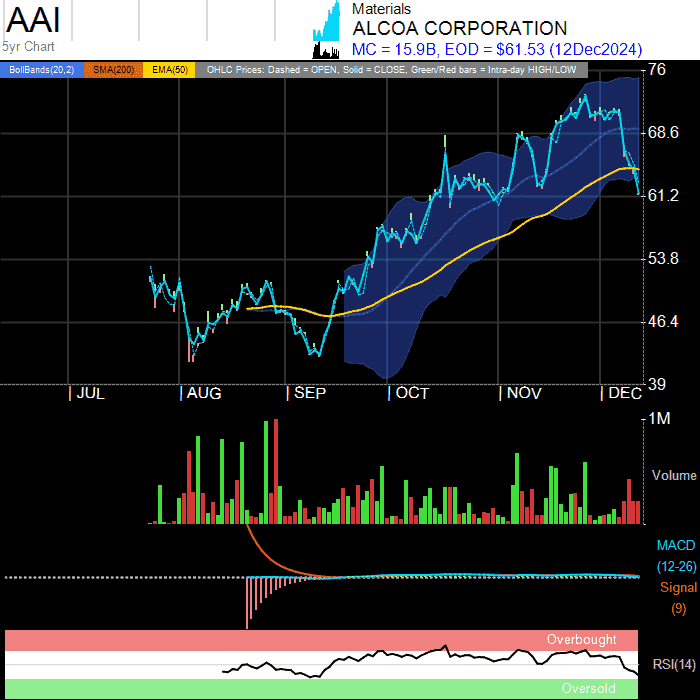 AAI
5yr Chart
Materials
ALCOA CORPORATION
MC = 15.9B, EOD = $61.53 (12Dec2024)
BollBands(20,2) SMA(200) EMA(50) OHLC Prices: Dashed = OPEN, Solid = CLOSE, Green/Red bars = Intra-day HIGH/LOW
76
68.6
61.2
53.8
46.4
39
| JUL | AUG | SEP | OCT | NOV | DEC
1M
Volume
MACD
(12-26)
Signal
(9)
Overbought
RSI(14)
Oversold